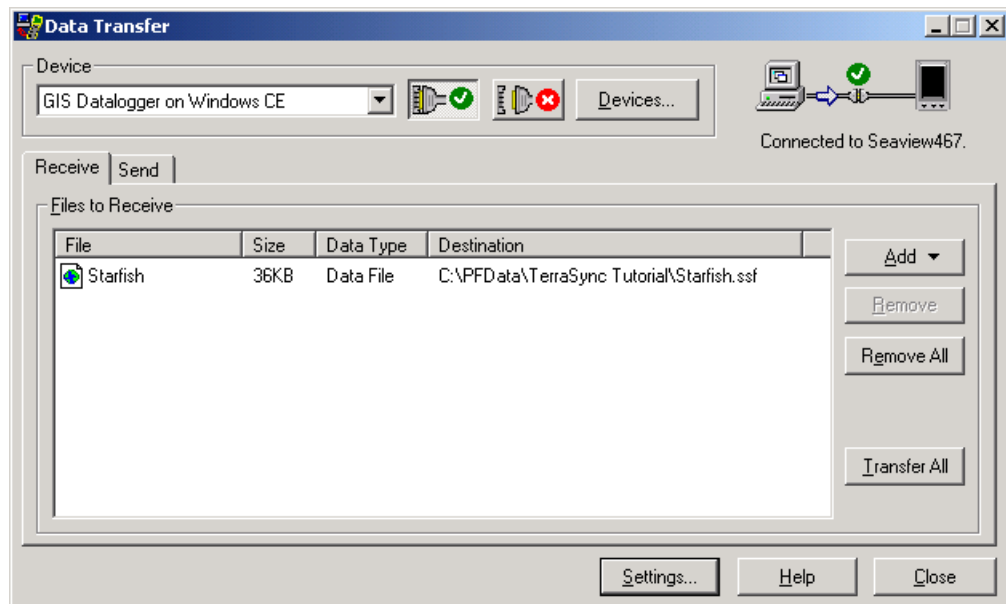 Data Transfer
Device
GIS Datalogger on Windows CE
Devices...
Connected to Seaview467.
Receive
Send
Files to Receive
File Size Data Type Destination
Starfish 36KB Data File C:\PFData\TerraSync Tutorial\Starfish.ssf
Add
Remove
Remove All
Transfer All
Settings...
Help
Close